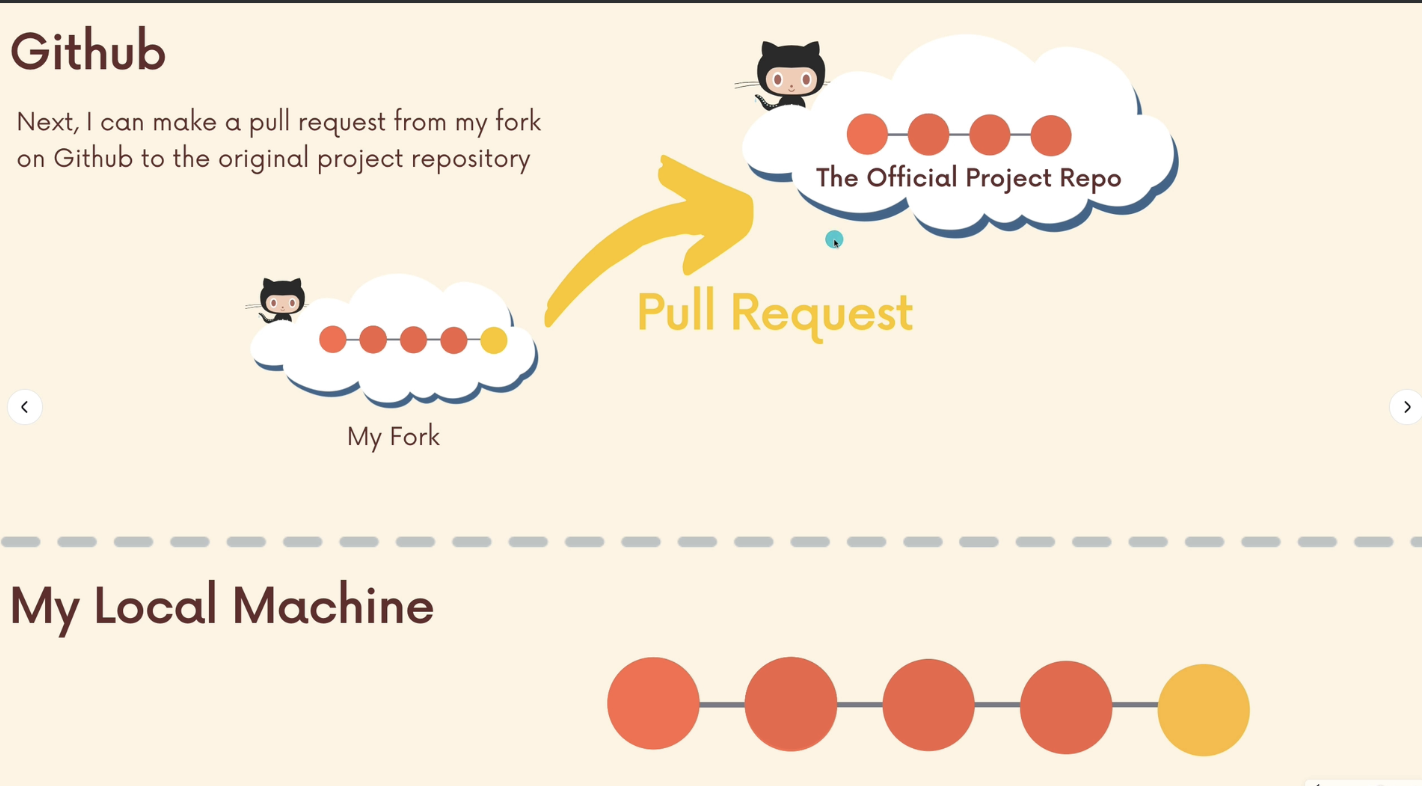 Github
Next, I can make a pull request from my fork
on Github to the original project repository
The Official Project Repo
Pull Request
My Fork
My Local Machine